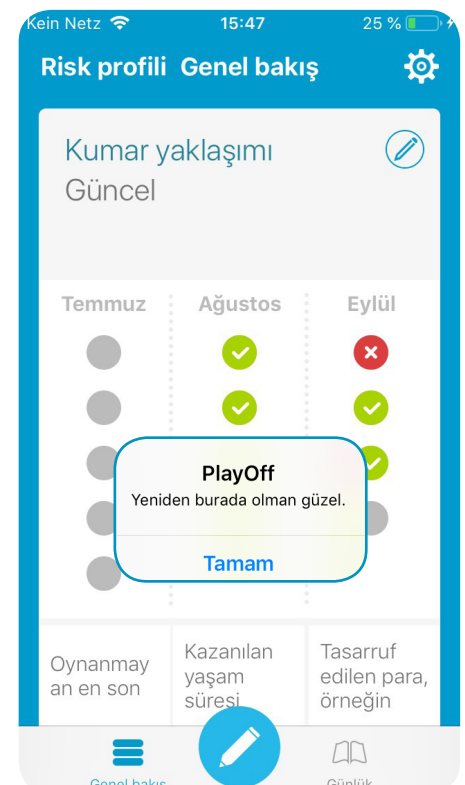 Kein Netz 15:47 25 %
Risk profili Genel bakış
Kumar yaklaşımı
Güncel
Temmuz Ağustos Eylül
PlayOff
Yeniden burada olman güzel.
Tamam
Oynanmay
an en son
Kazanılan
yaşam
süresi
Tasarruf
edilen para,
örneğin
Genel bakış Günlük